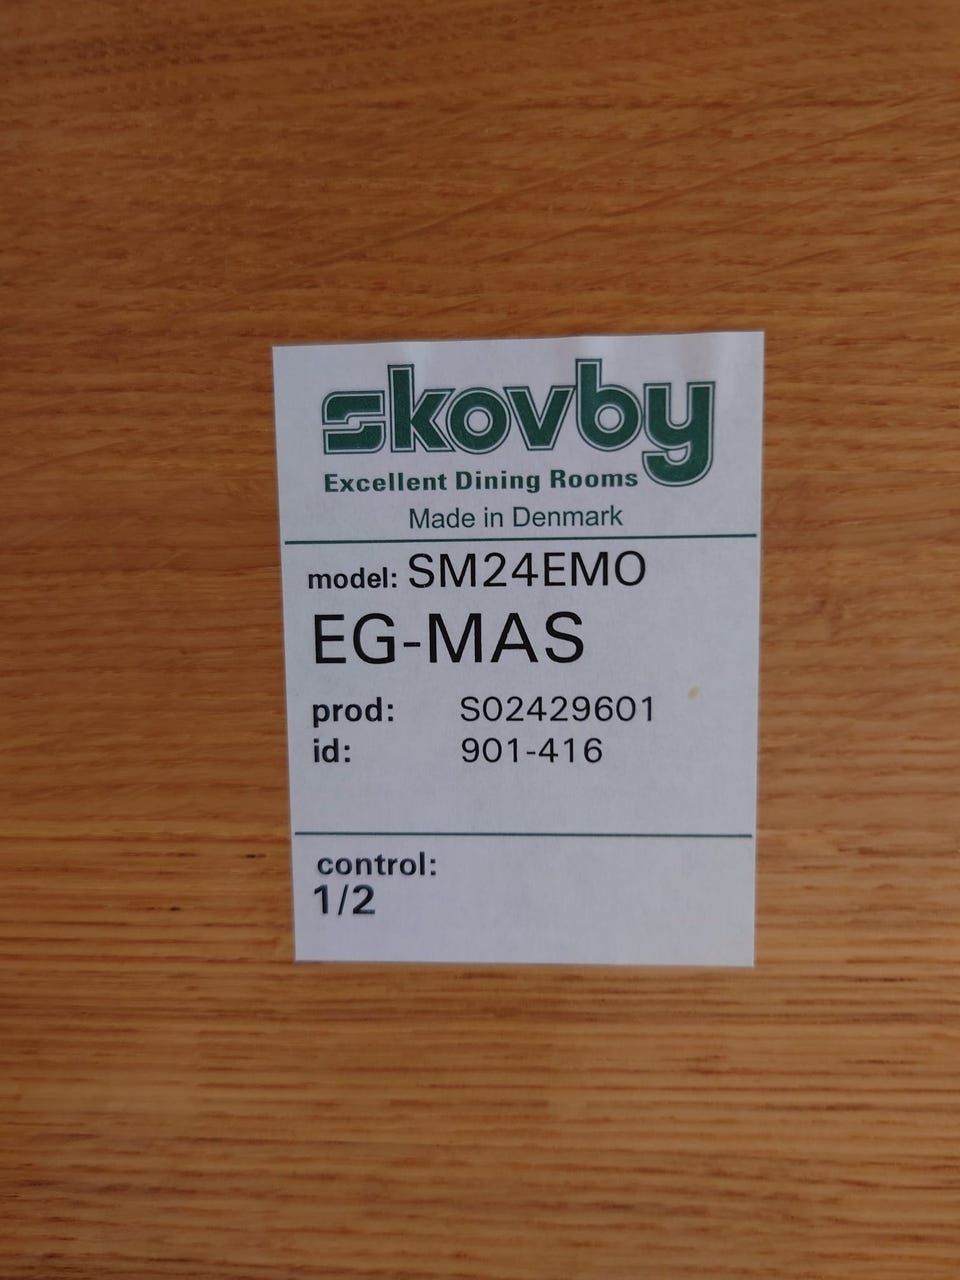 skovby
Excellent Dining Rooms
Made in Denmark
model: SM24EMO
EG-MAS
prod: S02429601
id: 901-416
control:
1/2